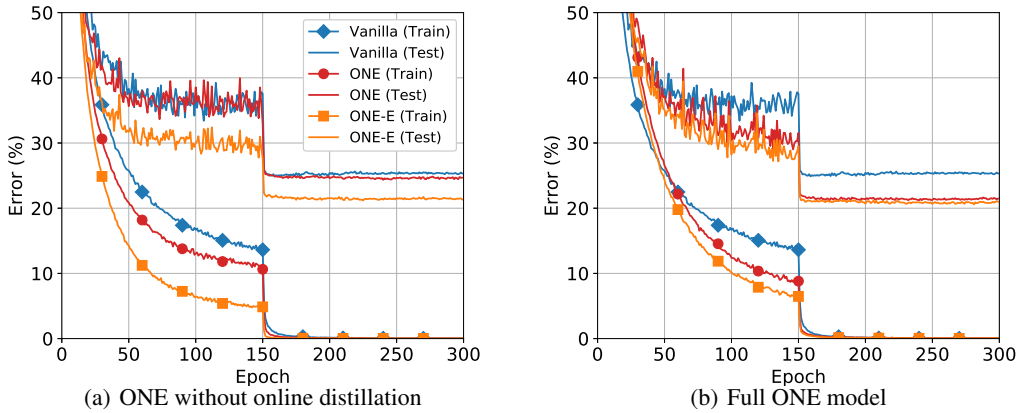 50
40
30
20
10
0
Error (%)
0 50 100 150 200 250 300
Epoch
Vanilla (Train)
Vanilla (Test)
ONE (Train)
ONE (Test)
ONE-E (Train)
ONE-E (Test)
(a) ONE without online distillation
50
40
30
20
10
0
Error (%)
0 50 100 150 200 250 300
Epoch
(b) Full ONE model